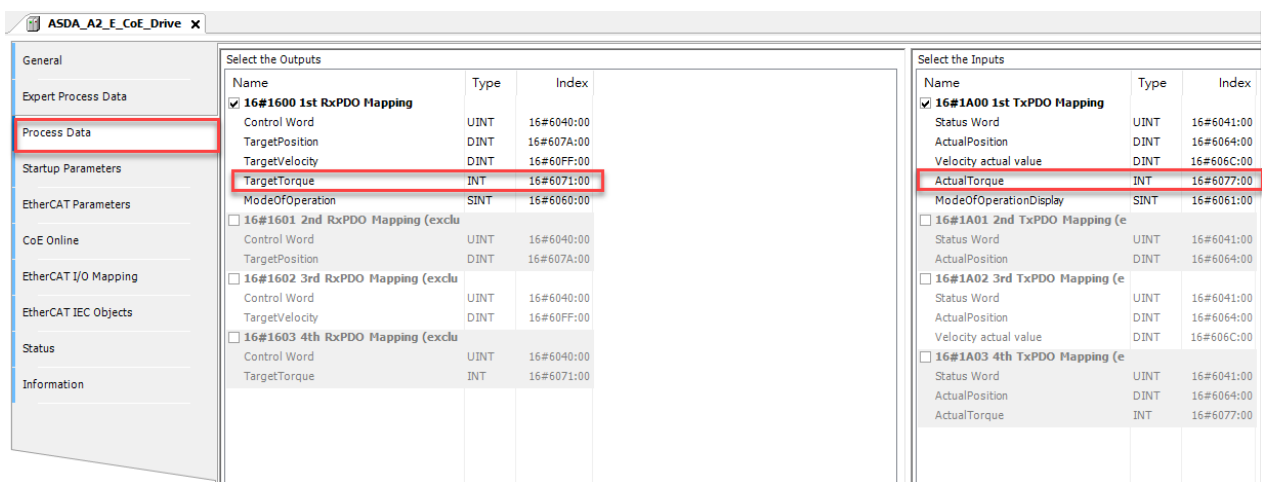 ASDA_A2_E_CoE_Drive X
General
Expert Process Data
Process Data
Startup Parameters
EtherCAT Parameters
CoE Online
EtherCAT I/O Mapping
EtherCAT IEC Objects
Status
Information
Select the Outputs
Name Type Index
16#1600 1st RxPDO Mapping
Control Word UINT 16#6040:00
TargetPosition DINT 16#607A:00
TargetVelocity DINT 16#60FF:00
TargetTorque INT 16#6071:00
ModeOfOperation SINT 16#6060:00
16#1601 2nd RxPDO Mapping (exclu
Control Word UINT 16#6040:00
TargetPosition DINT 16#607A:00
16#1602 3rd RxPDO Mapping (exclu
Control Word UINT 16#6040:00
TargetVelocity DINT 16#60FF:00
16#1603 4th RxPDO Mapping (exclu
Control Word UINT 16#6040:00
TargetTorque INT 16#6071:00
Select the Inputs
Name Type Index
16#1A00 1st TxPDO Mapping
Status Word UINT 16#6041:00
ActualPosition DINT 16#6064:00
Velocity actual value DINT 16#606C:00
ActualTorque INT 16#6077:00
ModeOfOperationDisplay SINT 16#6061:00
16#1A01 2nd TxPDO Mapping (e
Status Word UINT 16#6041:00
ActualPosition DINT 16#6064:00
16#1A02 3rd TxPDO Mapping (e
Status Word UINT 16#6041:00
ActualPosition DINT 16#6064:00
Velocity actual value DINT 16#606C:00
16#1A03 4th TxPDO Mapping (e
Status Word UINT 16#6041:00
ActualPosition DINT 16#6064:00
ActualTorque INT 16#6077:00